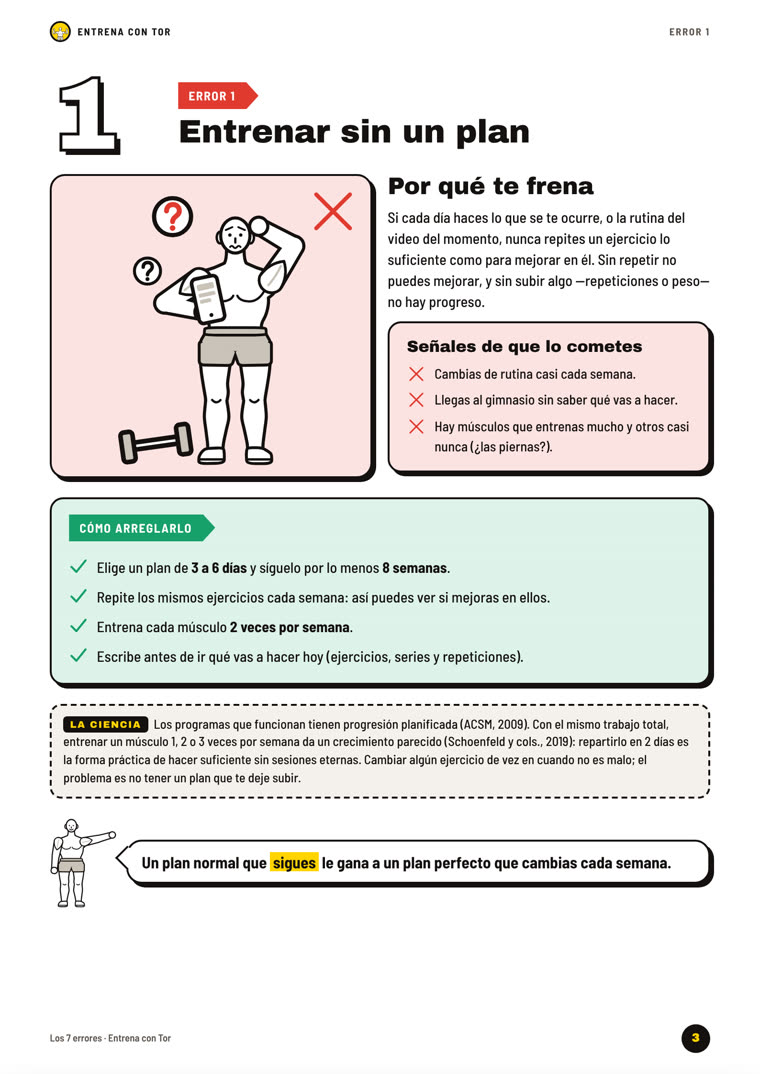 ENTRENA CON TOR
ERROR 1
1
ERROR 1
Entrenar sin un plan
?
?
Por qué te frena
Si cada día haces lo que se te ocurre, o la rutina del
video del momento, nunca repites un ejercicio lo
suficiente como para mejorar en él. Sin repetir no
puedes mejorar, y sin subir algo —repeticiones o peso—
no hay progreso.
Señales de que lo cometes
Cambias de rutina casi cada semana.
Llegas al gimnasio sin saber qué vas a hacer.
Hay músculos que entrenas mucho y otros casi
nunca (¿las piernas?).
CÓMO ARREGLARLO
Elige un plan de 3 a 6 días y síguelo por lo menos 8 semanas.
Repite los mismos ejercicios cada semana: así puedes ver si mejoras en ellos.
Entrena cada músculo 2 veces por semana.
Escribe antes de ir qué vas a hacer hoy (ejercicios, series y repeticiones).
LA CIENCIA Los programas que funcionan tienen progresión planificada (ACSM, 2009). Con el mismo trabajo total,
entrenar un músculo 1, 2 o 3 veces por semana da un crecimiento parecido (Schoenfeld y cols., 2019): repartirlo en 2 días es
la forma práctica de hacer suficiente sin sesiones eternas. Cambiar algún ejercicio de vez en cuando no es malo; el
problema es no tener un plan que te deje subir.
Un plan normal que sigues le gana a un plan perfecto que cambias cada semana.
Los 7 errores · Entrena con Tor
3